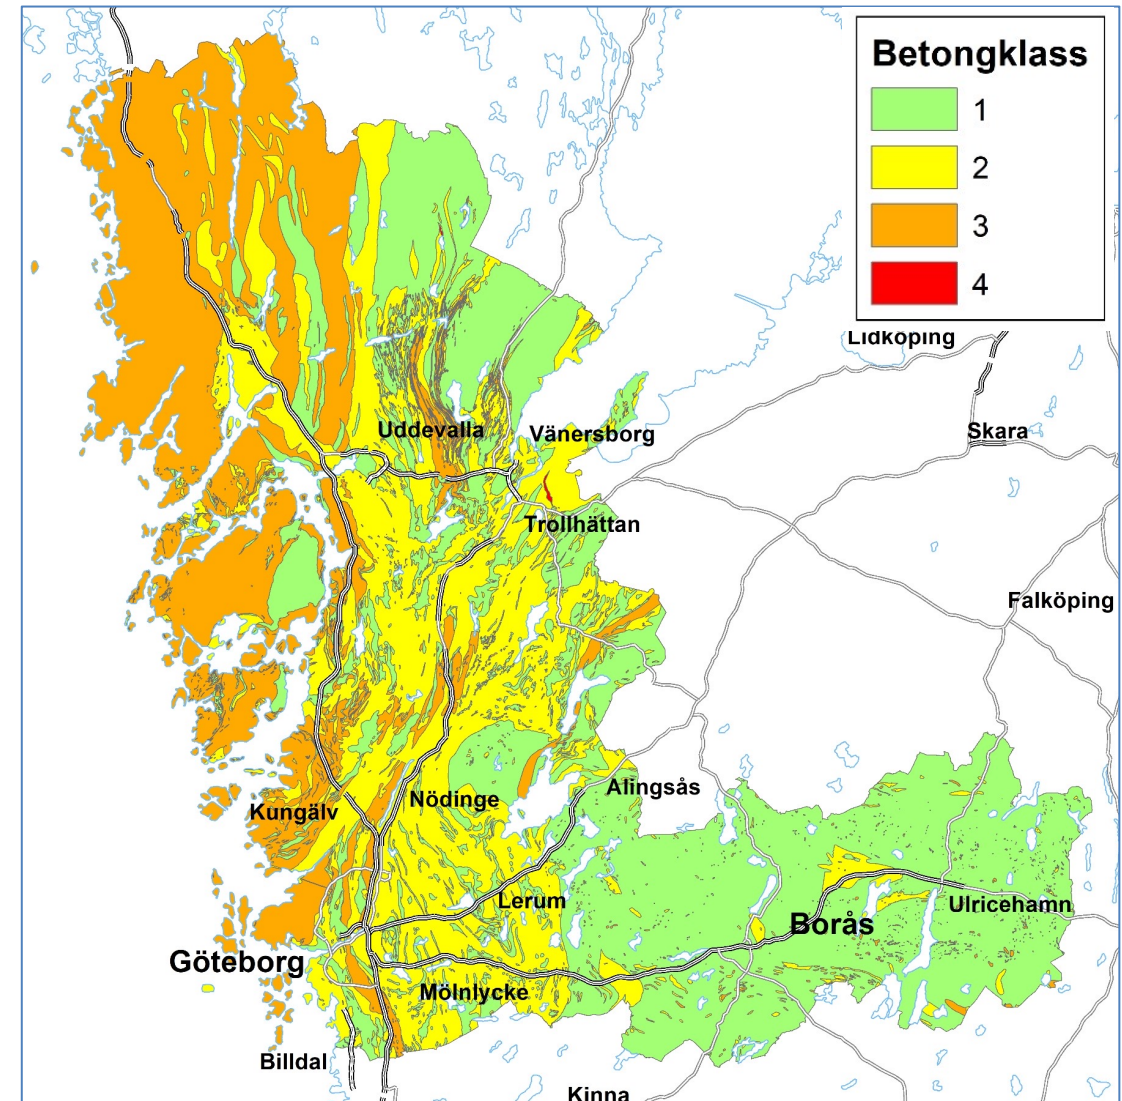 Betongklass
1
2
3
4
Lidköping
Uddevalla
Vänersborg
Skara
Trollhättan
Falköping
Alingsås
Nödinge
Kungälv
Lerum
Ulricehamn
Borås
Göteborg
Mölnlycke
Billdal
Kinna